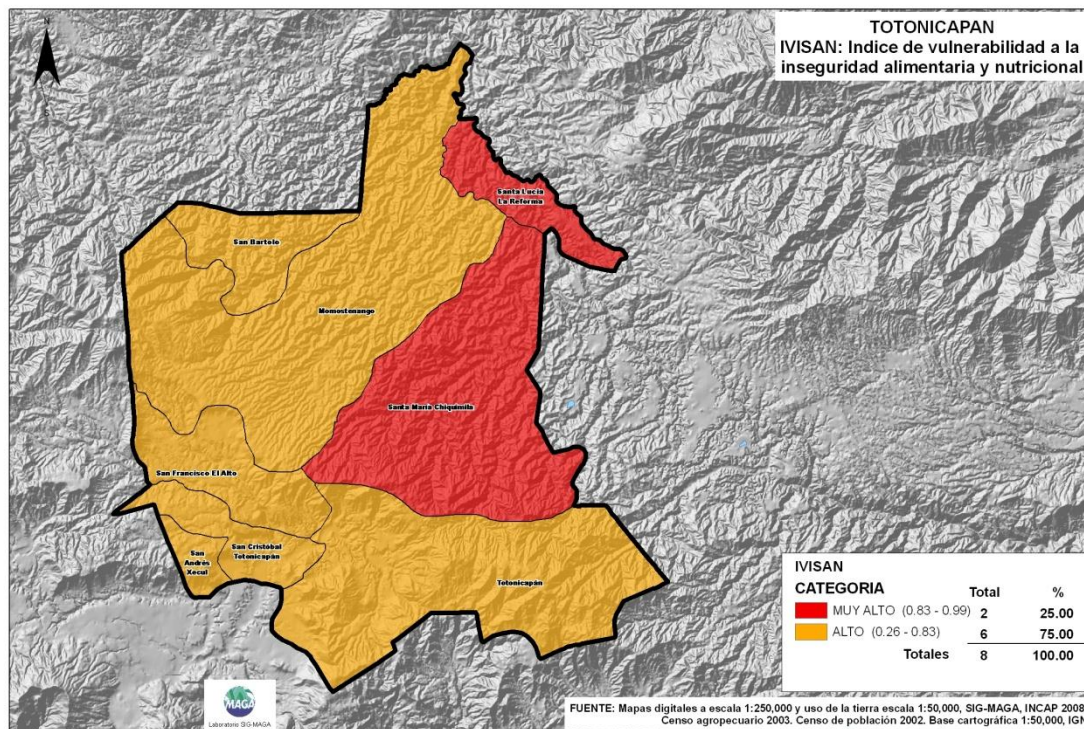 N
TOTONICAPAN
IVISAN: Indice de vulnerabilidad a la
inseguridad alimentaria y nutricional
Santa Lucia
La Reforma
San Bartolo
Momostenango
Santa Maria Chiquimula
San Francisco El Alto
San Cristóbal
Totonicapán
San
Andrés
Xecul
Totonicapán
IVISAN
CATEGORIA Total %
MUY ALTO (0.83 - 0.99) 2 25.00
ALTO (0.26 - 0.83) 6 75.00
Totales 8 100.00
MAGA
Laboratorio SIG-MAGA
FUENTE: Mapas digitales a escala 1:250,000 y uso de la tierra escala 1:50,000, SIG-MAGA, INCAP 2008
Censo agropecuario 2003. Censo de población 2002. Base cartográfica 1:50,000, IGN